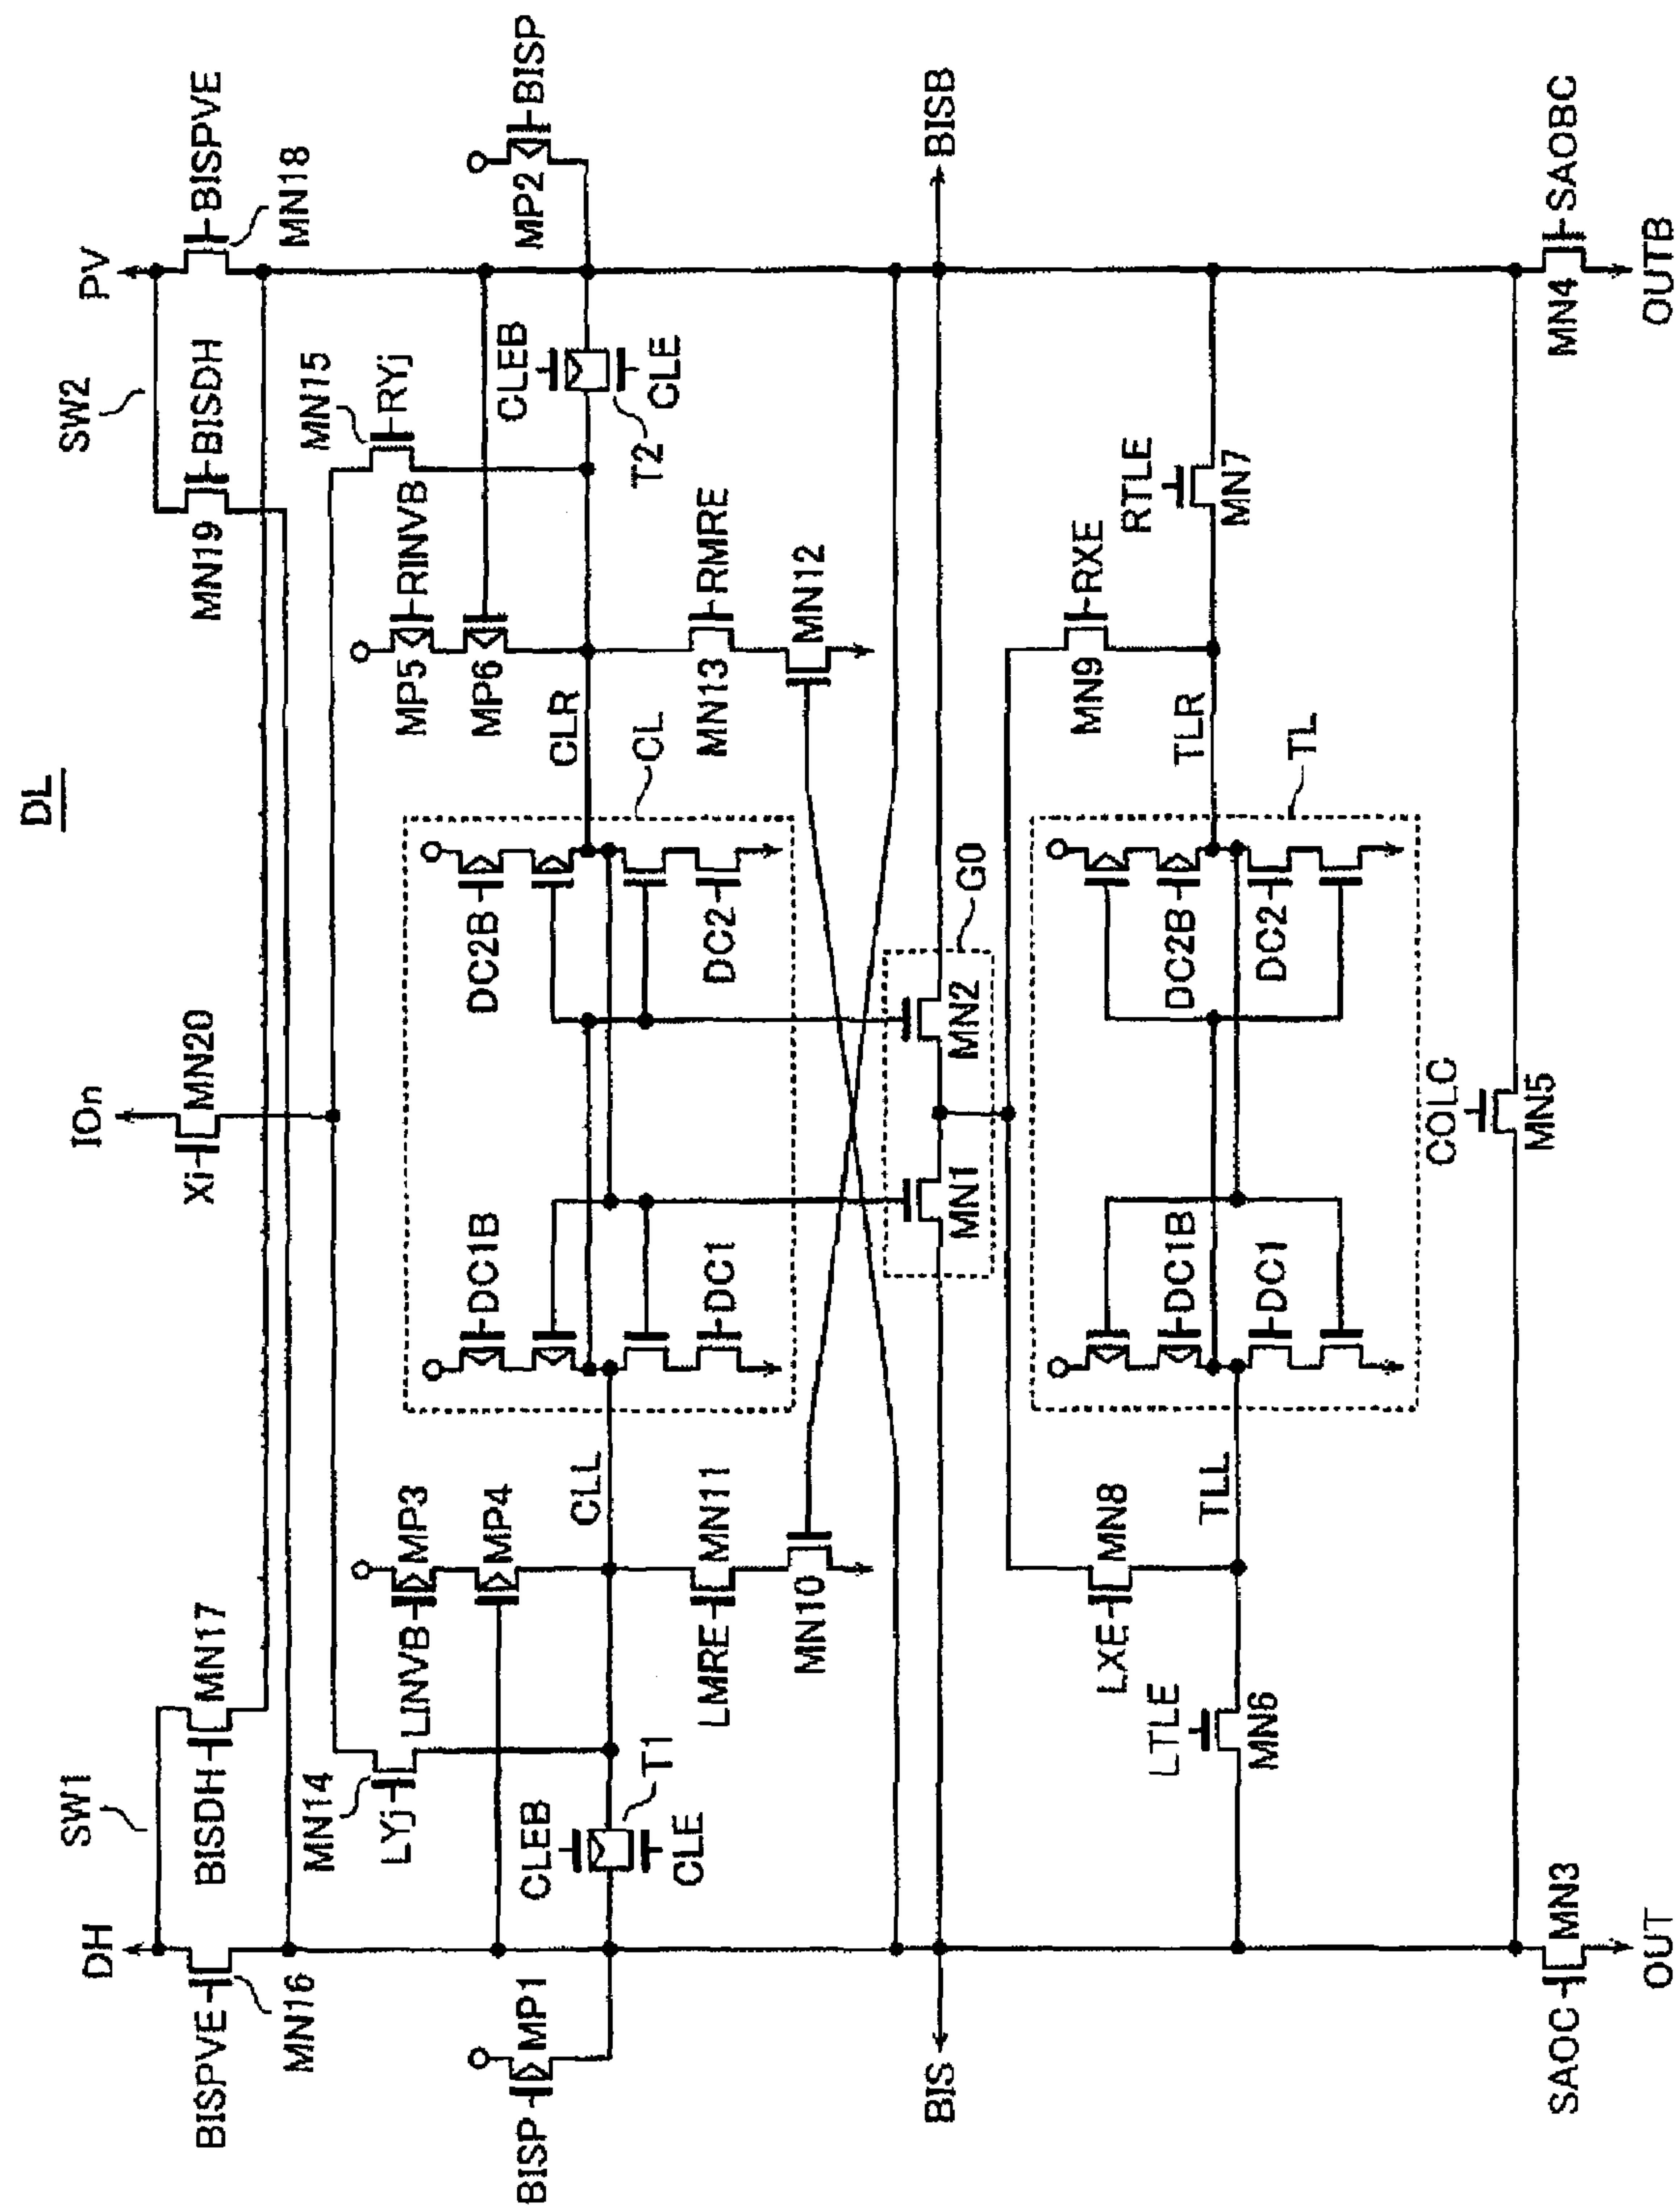 DL
DH
SW1
IOn
SW2
PV
BISPVE
MN16
BISDH
MN17
Xi
MN20
MN19
BISDH
BISPVE
MN18
MN14
LYj
MN15
RYj
BISP
MP1
LINVB
MP3
MP4
DC1B
DC2B
MP5
RINVB
MP6
MP2
BISP
CLEB
T1
CLE
CLL
CLR
CLEB
T2
CLE
LMRE
MN11
DC1
DC2
CL
MN13
RMRE
MN10
MN12
BIS
MN1
MN2
G0
BISB
LXE
MN8
MN9
RXE
LTLE
MN6
TLL
DC1B
DC1
DC2B
DC2
TLR
TL
RTLE
MN7
COLC
MN5
SAOC
MN3
OUT
MN4
SAOBC
OUTB